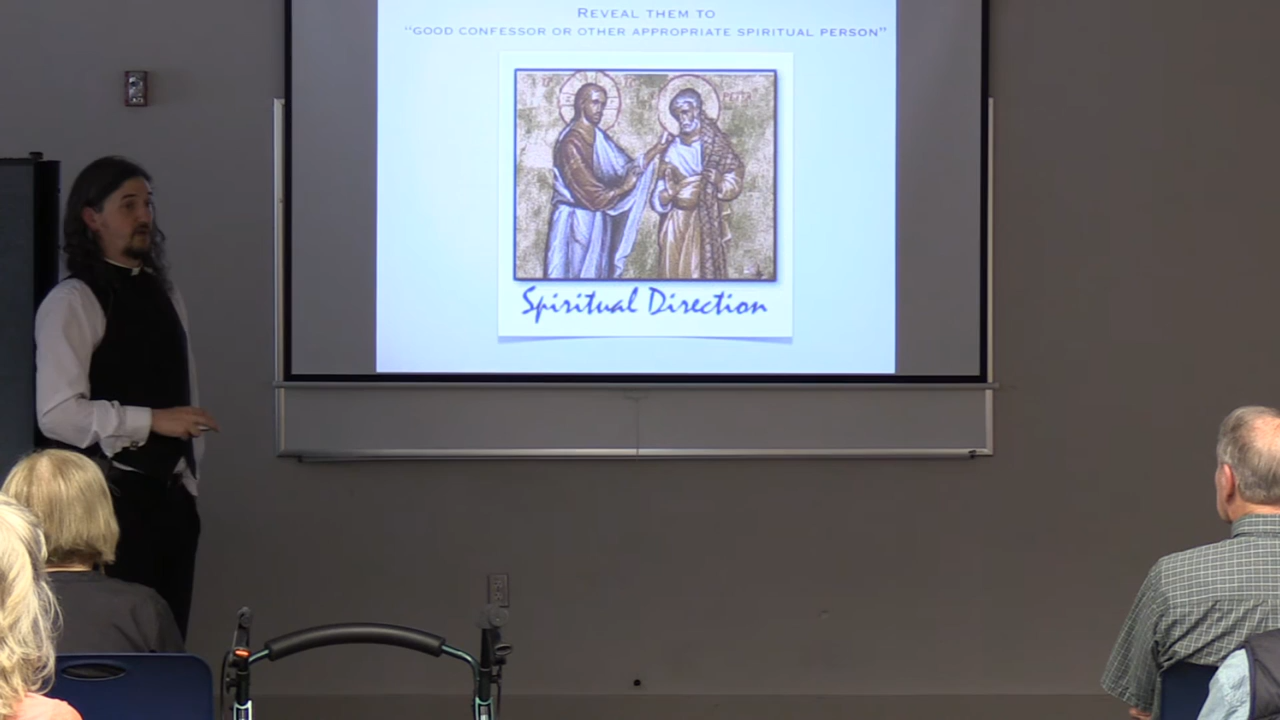 Reveal them to
“good confessor or other appropriate spiritual person”
Spiritual Direction